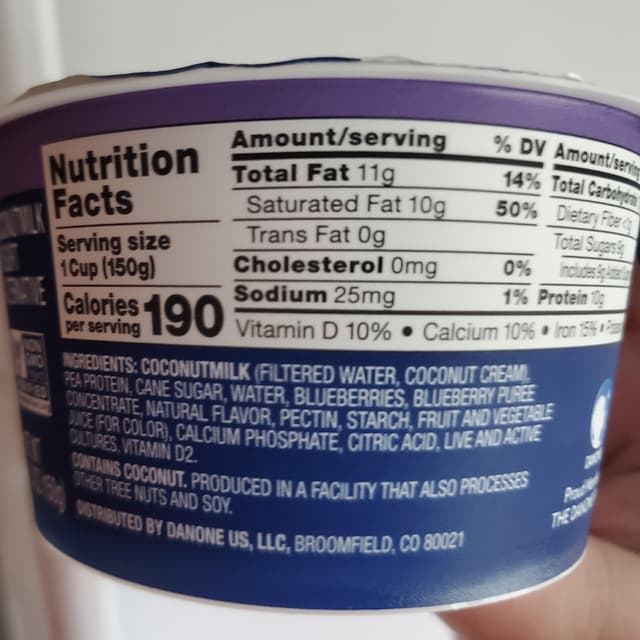 Nutrition
Facts
Serving size
1 Cup (150g)
Calories 190
per serving
Amount/serving % DV
Total Fat 11g 14%
Saturated Fat 10g 50%
Trans Fat 0g
Cholesterol 0mg 0%
Sodium 25mg 1%
Amount/serving
Total Carbohydrate
Dietary Fiber
Total Sugars
Includes
Protein 10g
Vitamin D 10% • Calcium 10% • Iron 15% •
INGREDIENTS: COCONUTMILK (FILTERED WATER, COCONUT CREAM),
PEA PROTEIN, CANE SUGAR, WATER, BLUEBERRIES, BLUEBERRY PUREE
CONCENTRATE, NATURAL FLAVOR, PECTIN, STARCH, FRUIT AND VEGETABLE
JUICE (FOR COLOR), CALCIUM PHOSPHATE, CITRIC ACID, LIVE AND ACTIVE
CULTURES, VITAMIN D2.
CONTAINS COCONUT. PRODUCED IN A FACILITY THAT ALSO PROCESSES
OTHER TREE NUTS AND SOY.
DISTRIBUTED BY DANONE US, LLC, BROOMFIELD, CO 80021
THE